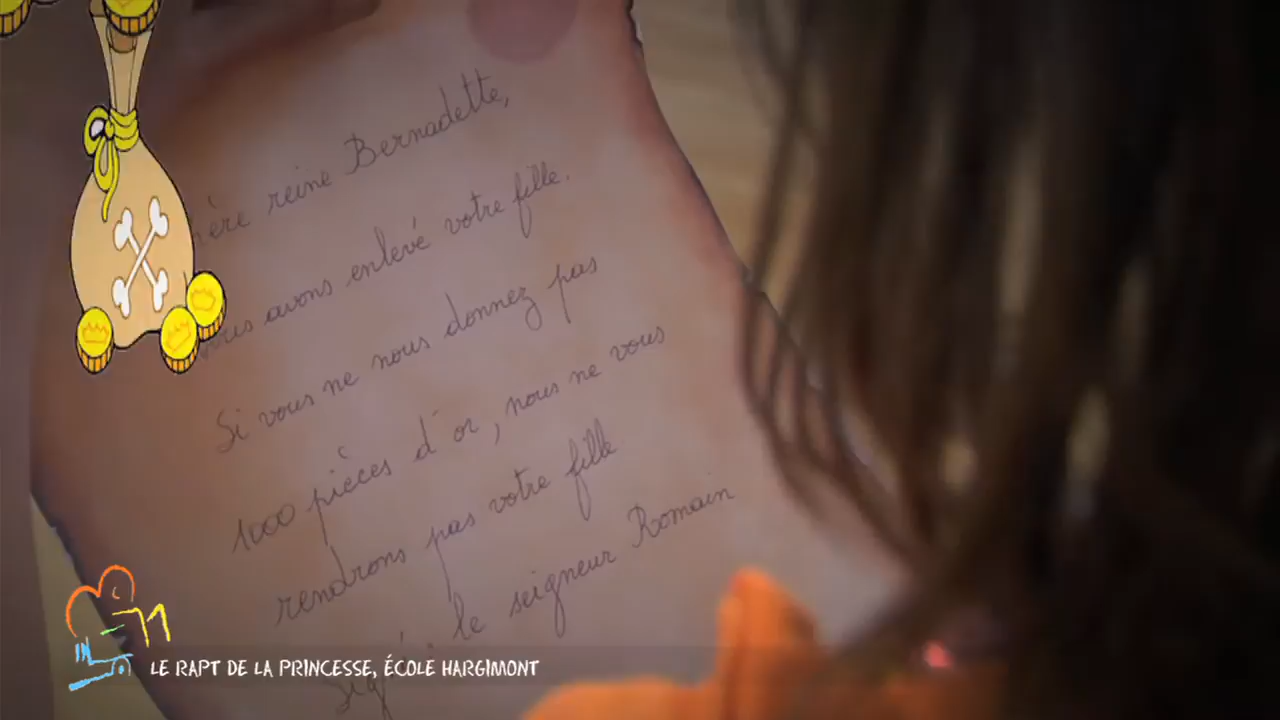 reine Bernadette,
avons enlevé votre fille.
Si vous ne nous donnez pas
1000 pièces d'or, nous ne vous
rendrons pas votre fille
le seigneur Romain
LE RAPT DE LA PRINCESSE, ÉCOLE HARGIMONT